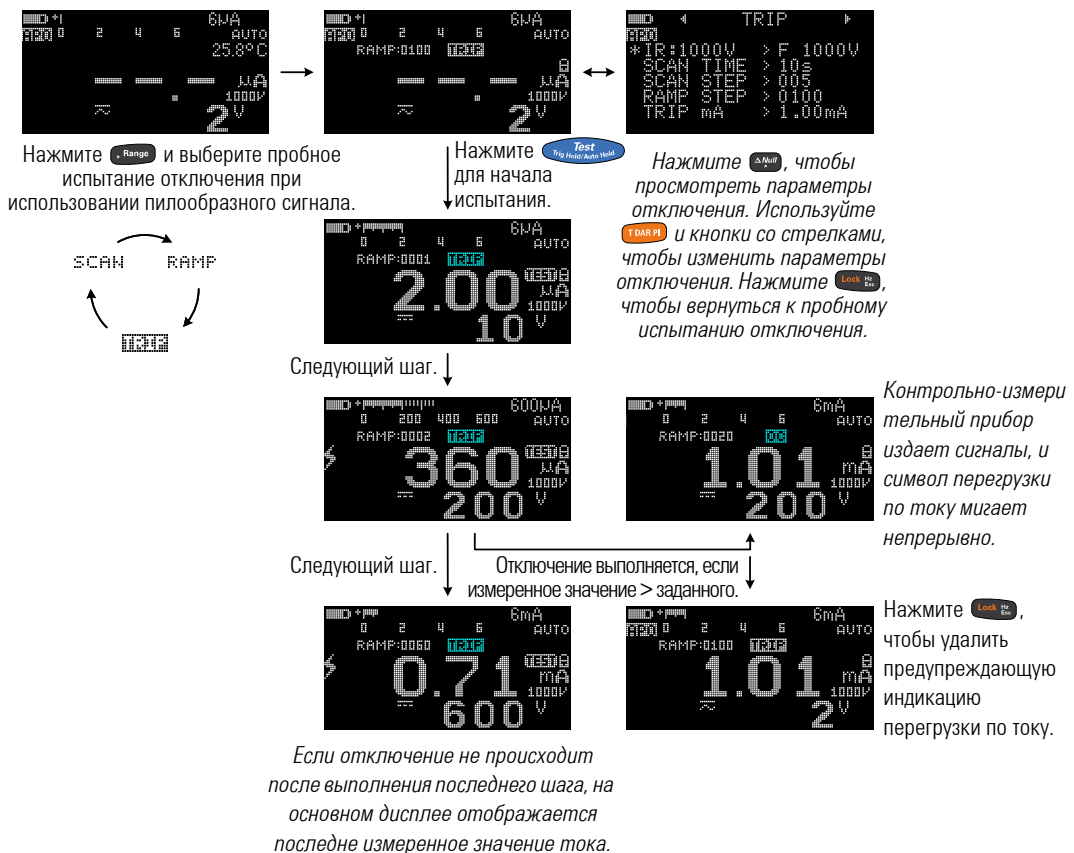 6µA
APO 0 2 4 6 AUTO
25.8°C
– – – . – µA
1000V
2 V
6µA
APO 0 2 4 6 AUTO
RAMP:0100 TRIP
– – – . – µA
1000V
2 V
TRIP
APO
*IR:1000V > F 1000V
SCAN TIME > 10s
SCAN STEP > 005
RAMP STEP > 0100
TRIP mA > 1.00mA
Нажмите Range и выберите пробное
испытание отключения при
использовании пилообразного сигнала.
SCAN RAMP
TRIP
Нажмите Test Trig Hold/Auto Hold
для начала
испытания.
Нажмите ΔNull, чтобы
просмотреть параметры
отключения. Используйте
T DAR PI и кнопки со стрелками,
чтобы изменить параметры
отключения. Нажмите Lock Hz Esc,
чтобы вернуться к пробному
испытанию отключения.
6µA
0 2 4 6 AUTO
RAMP:0001 TRIP
2.00 TEST µA
1000V
10 V
Следующий шаг.
600µA
0 200 400 600 AUTO
RAMP:0002 TRIP
360 TEST µA
1000V
200 V
6mA
0 2 4 6 AUTO
RAMP:0020 OC
1.01 mA
1000V
200 V
Контрольно-измери
тельный прибор
издает сигналы, и
символ перегрузки
по току мигает
непрерывно.
Следующий шаг.
Отключение выполняется, если
измеренное значение > заданного.
6mA
0 2 4 6 AUTO
RAMP:0060 TRIP
0.71 TEST mA
1000V
600 V
6mA
APO 0 2 4 6 AUTO
RAMP:0100 TRIP
1.01 mA
1000V
2 V
Нажмите Lock Hz Esc,
чтобы удалить
предупреждающую
индикацию
перегрузки по току.
Если отключение не происходит
после выполнения последнего шага, на
основном дисплее отображается
последне измеренное значение тока.